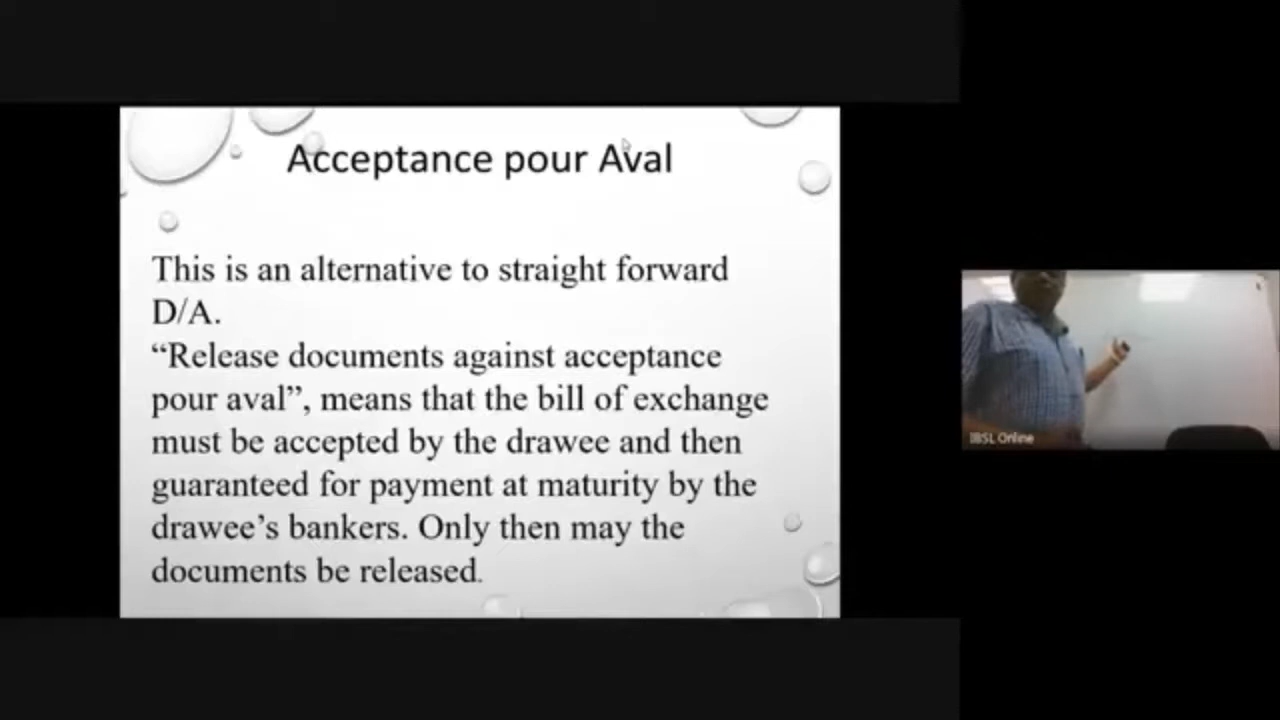 Acceptance pour Aval
This is an alternative to straight forward
D/A.
“Release documents against acceptance
pour aval”, means that the bill of exchange
must be accepted by the drawee and then
guaranteed for payment at maturity by the
drawee’s bankers. Only then may the
documents be released.
IBSL Online